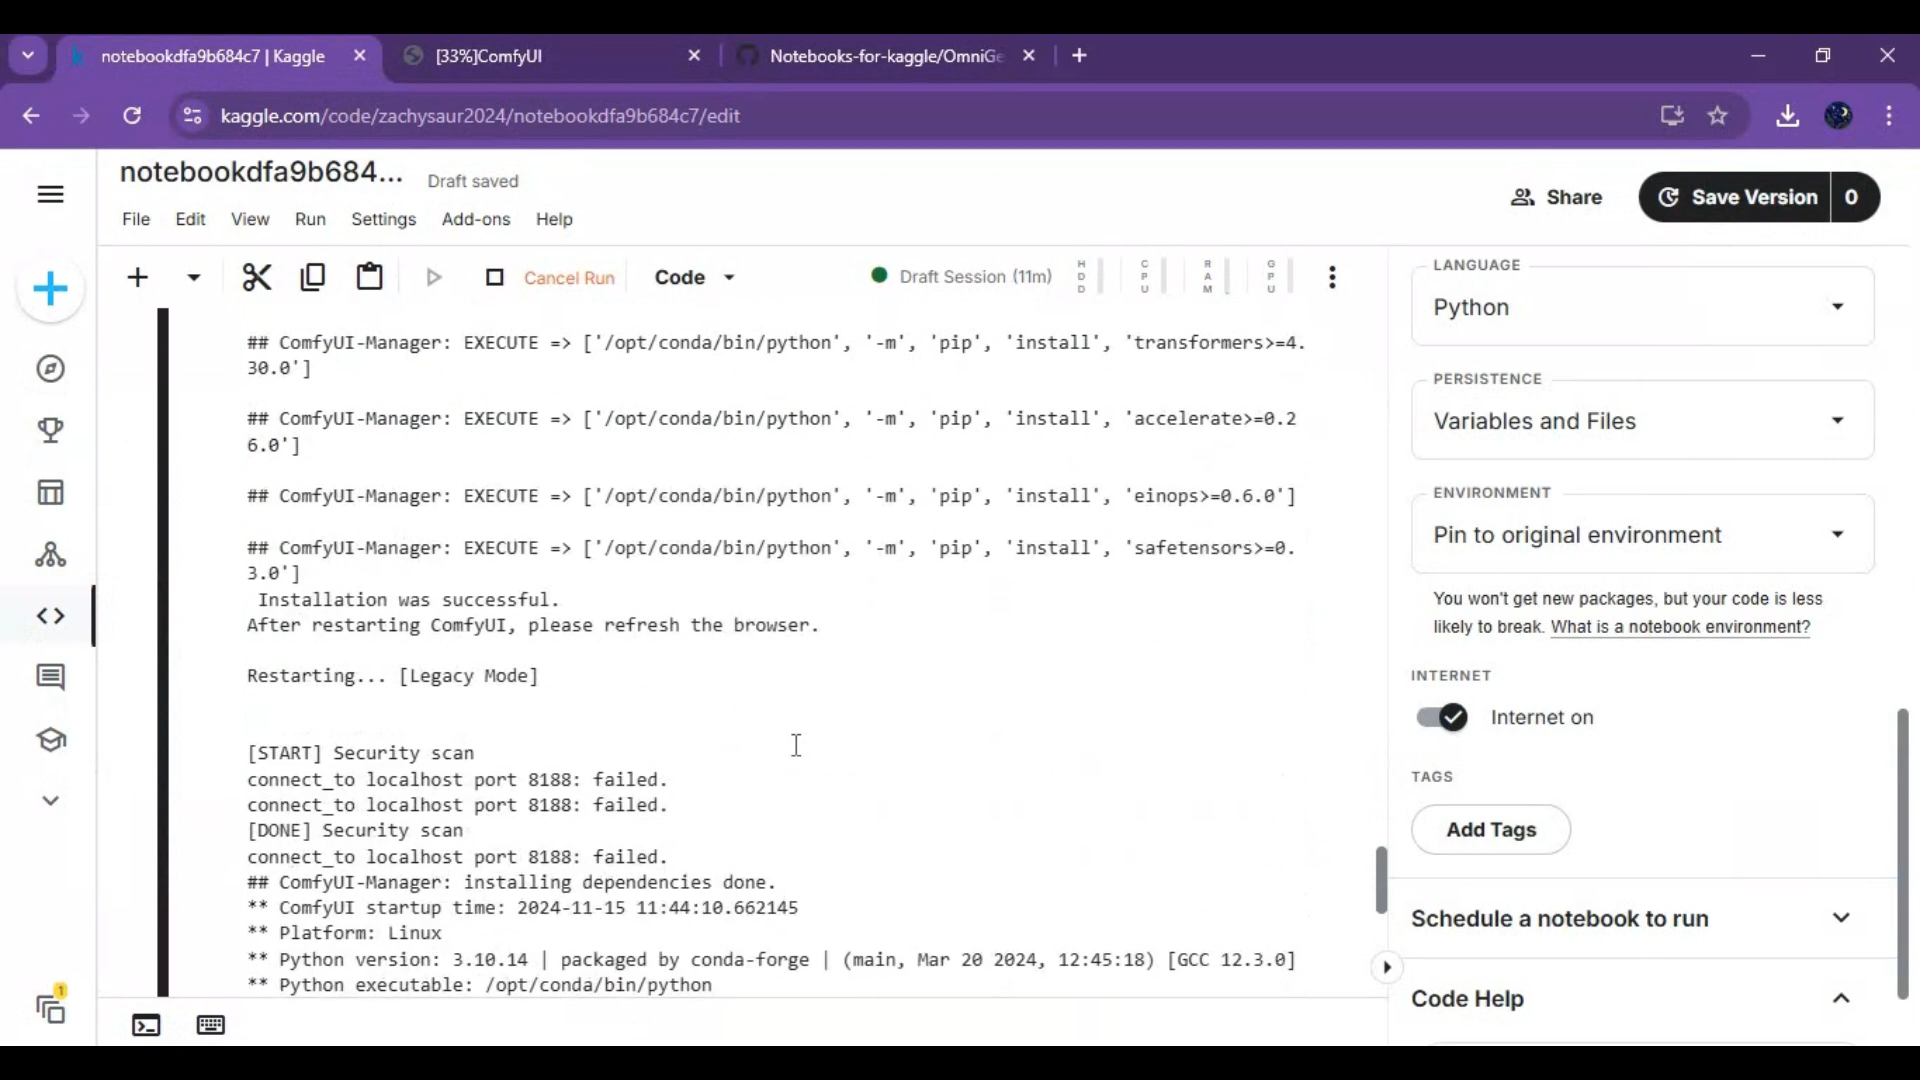 notebookdfa9b684c7 | Kaggle
[33%]ComfyUI
Notebooks-for-kaggle/OmniGe
kaggle.com/code/zachysaur2024/notebookdfa9b684c7/edit
notebookdfa9b684...
Draft saved
Share
Save Version
0
File Edit View Run Settings Add-ons Help
Cancel Run
Code
Draft Session (11m)
HDD
CPU
RAM
GPU
## ComfyUI-Manager: EXECUTE => ['/opt/conda/bin/python', '-m', 'pip', 'install', 'transformers>=4.
30.0']
## ComfyUI-Manager: EXECUTE => ['/opt/conda/bin/python', '-m', 'pip', 'install', 'accelerate>=0.2
6.0']
## ComfyUI-Manager: EXECUTE => ['/opt/conda/bin/python', '-m', 'pip', 'install', 'einops>=0.6.0']
## ComfyUI-Manager: EXECUTE => ['/opt/conda/bin/python', '-m', 'pip', 'install', 'safetensors>=0.
3.0']
Installation was successful.
After restarting ComfyUI, please refresh the browser.
Restarting... [Legacy Mode]
[START] Security scan
connect_to localhost port 8188: failed.
connect_to localhost port 8188: failed.
[DONE] Security scan
connect_to localhost port 8188: failed.
## ComfyUI-Manager: installing dependencies done.
** ComfyUI startup time: 2024-11-15 11:44:10.662145
** Platform: Linux
** Python version: 3.10.14 | packaged by conda-forge | (main, Mar 20 2024, 12:45:18) [GCC 12.3.0]
** Python executable: /opt/conda/bin/python
LANGUAGE
Python
PERSISTENCE
Variables and Files
ENVIRONMENT
Pin to original environment
You won't get new packages, but your code is less
likely to break. What is a notebook environment?
INTERNET
Internet on
TAGS
Add Tags
Schedule a notebook to run
Code Help
1